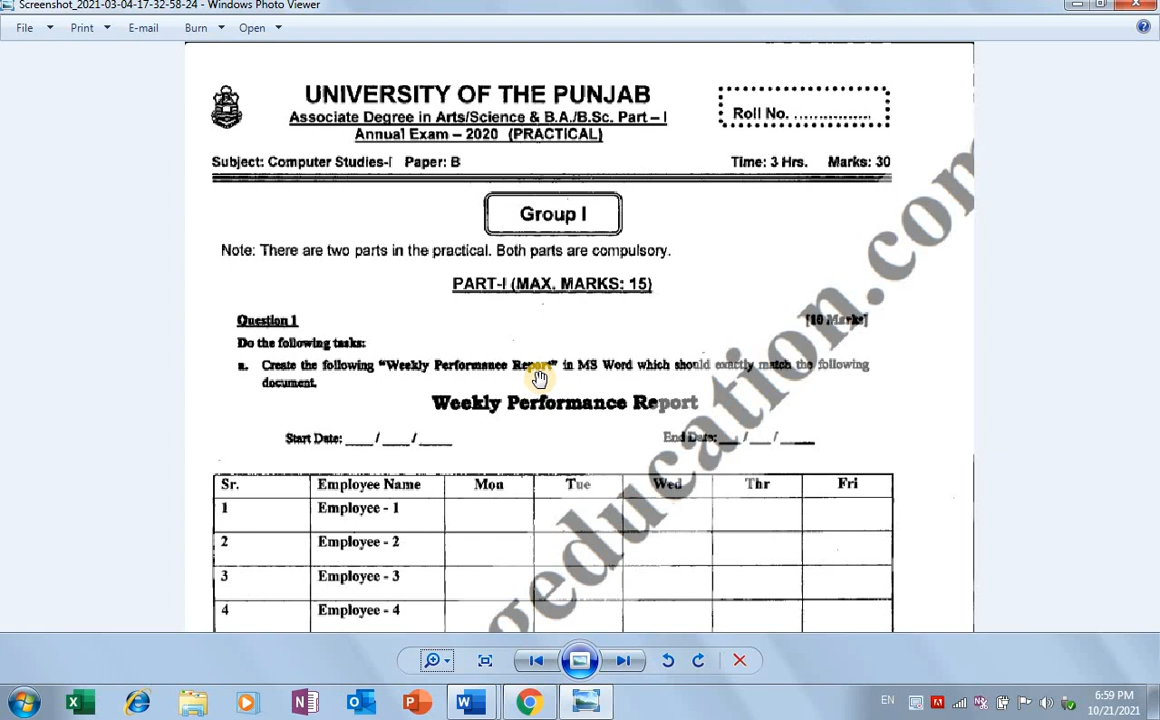 Screenshot_2021-03-04-17-32-58-24 - Windows Photo Viewer
File Print E-mail Burn Open
UNIVERSITY OF THE PUNJAB
Associate Degree in Arts/Science & B.A./B.Sc. Part – I
Annual Exam – 2020 (PRACTICAL)
Roll No. ..................
Subject: Computer Studies-I Paper: B
Time: 3 Hrs. Marks: 30
Group I
Note: There are two parts in the practical. Both parts are compulsory.
PART-I (MAX. MARKS: 15)
Question 1 [10 Marks]
Do the following tasks:
a. Create the following "Weekly Performance Report" in MS Word which should exactly match the following
document.
Weekly Performance Report
Start Date: ____ / ____ / _____ End Date: ___ / ___ / _____
Sr. Employee Name Mon Tue Wed Thr Fri
1 Employee - 1
2 Employee - 2
3 Employee - 3
4 Employee - 4
geducation.com
EN
6:59 PM
10/21/2021